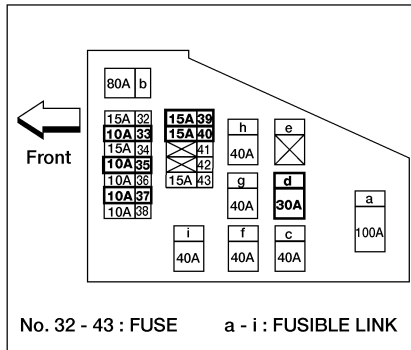 80A b
15A 32
10A 33
15A 34
10A 35
10A 36
10A 37
10A 38
15A 39
15A 40
41
42
15A 43
Front
h
40A
e
g
40A
d
30A
a
100A
i
40A
f
40A
c
40A
No. 32 - 43 : FUSE a - i : FUSIBLE LINK